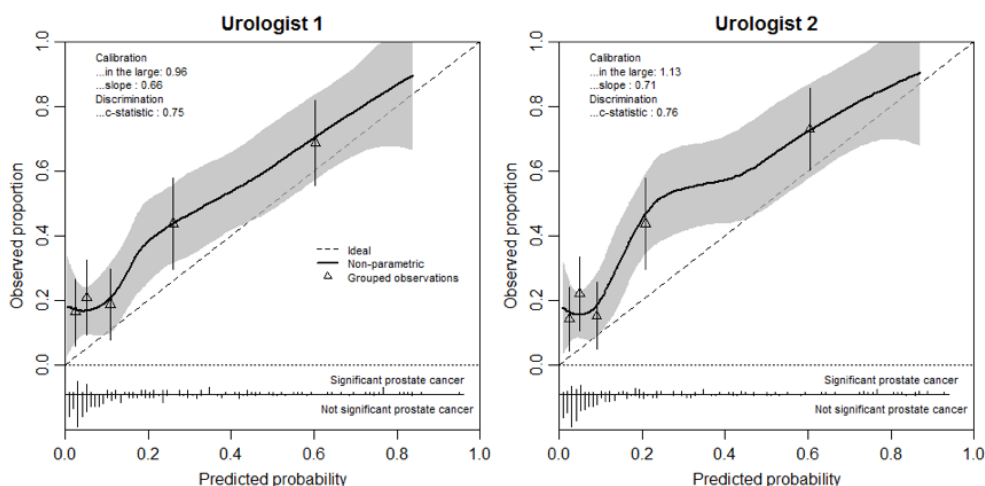 Urologist 1
Calibration
...in the large: 0.96
...slope : 0.66
Discrimination
...c-statistic : 0.75
Observed proportion
1.0
0.8
0.6
0.4
0.2
0.0
Ideal
Non-parametric
Grouped observations
Significant prostate cancer
Not significant prostate cancer
0.0 0.2 0.4 0.6 0.8 1.0
Predicted probability
Urologist 2
Calibration
...in the large: 1.13
...slope : 0.71
Discrimination
...c-statistic : 0.76
Observed proportion
1.0
0.8
0.6
0.4
0.2
0.0
Significant prostate cancer
Not significant prostate cancer
0.0 0.2 0.4 0.6 0.8 1.0
Predicted probability